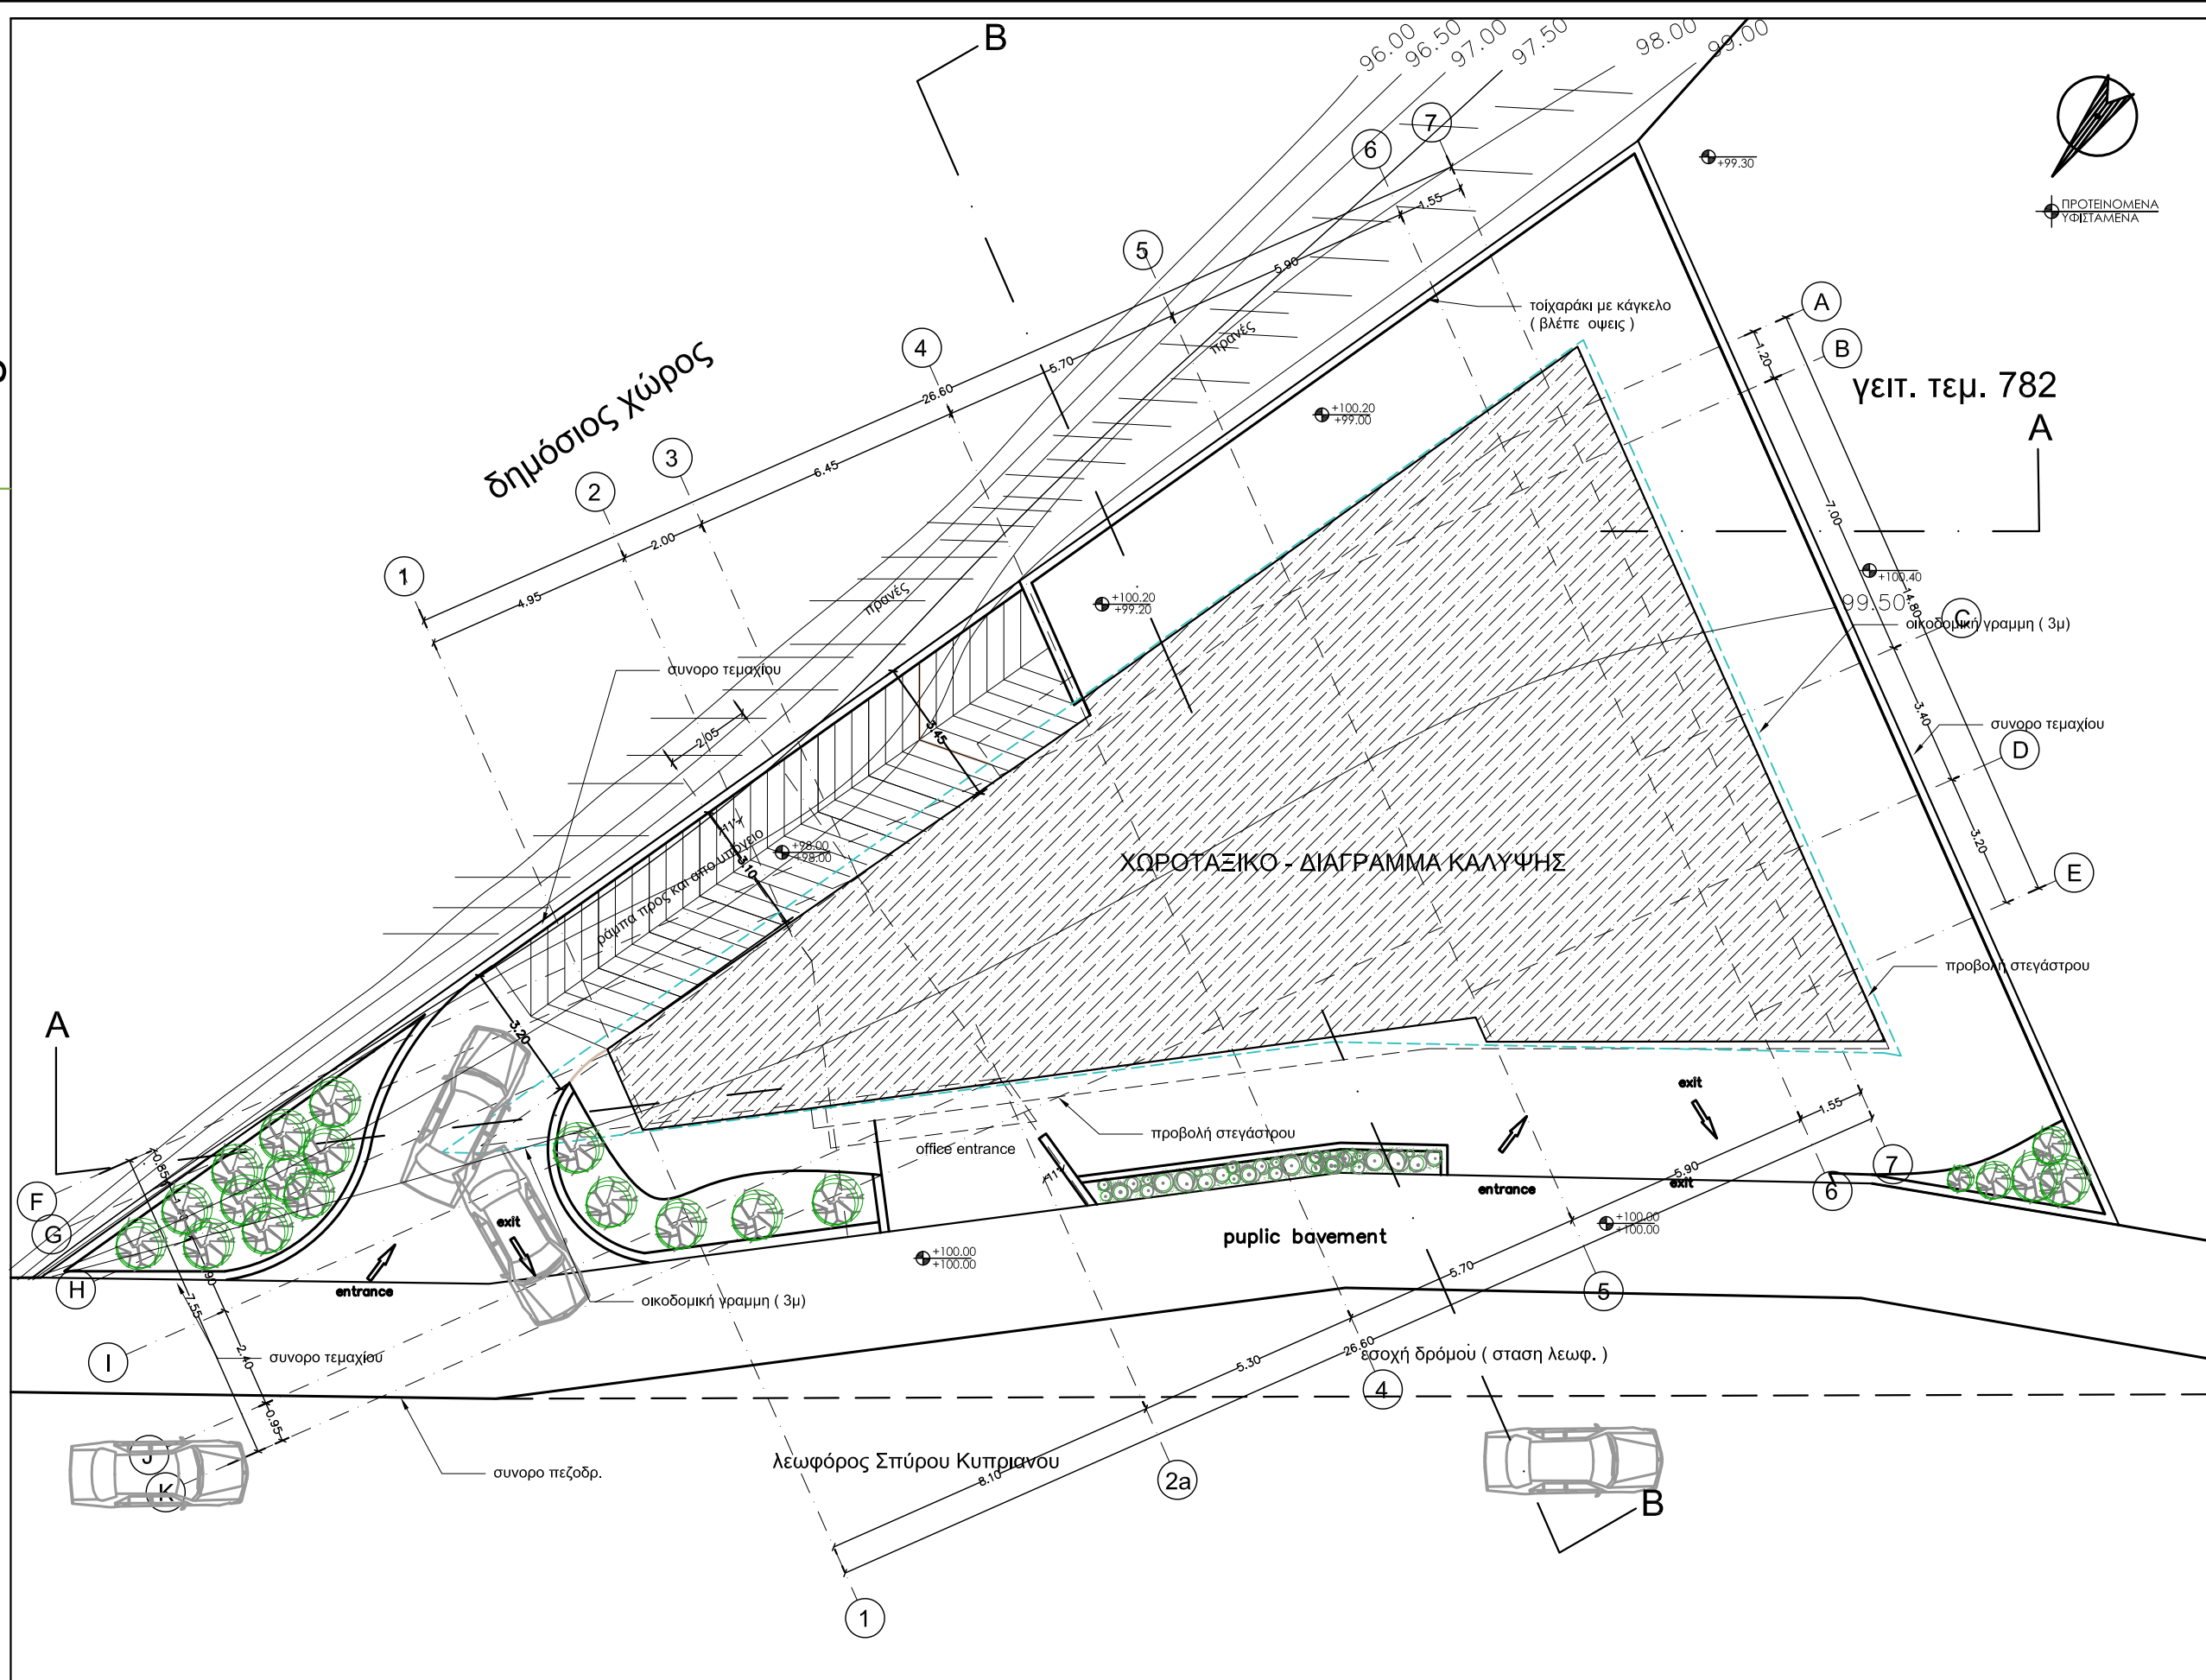 B
96.00
96.50
97.00
97.50
98.00
99.00
7
6
+99.30
ΠΡΟΤΕΙΝΟΜΕΝΑ
ΥΦΙΣΤΑΜΕΝΑ
1.55
5
5.90
τοίχαράκι με κάγκελο
( βλέπε οψεις )
A
B
1.20
γειτ. τεμ. 782
A
4
πρανές
5.70
26.60
+100.20
+99.00
δημόσιος χώρος
3
6.45
2
2.00
7.00
1
4.95
+100.40
14.80
99.50
C
οικοδομική γραμμη ( 3μ)
πρανές
+100.20
+99.20
συνορο τεμαχίου
3.40
συνορο τεμαχίου
D
2.05
3.45
3.20
11%
+98.00
+98.00
3.10
ΧΩΡΟΤΑΞΙΚΟ - ΔΙΑΓΡΑΜΜΑ ΚΑΛΥΨΗΣ
E
ράμπα προς και απο υπόγειο
προβολή στεγάστρου
A
3.20
exit
1.55
προβολή στεγάστρου
office entrance
0.85
5.90
7
F
11%
entrance
exit
6
G
exit
puplic bavement
+100.00
+100.00
+100.00
+100.00
5.70
H
entrance
οικοδομική γραμμη ( 3μ)
5
7.55
.90
I
συνορο τεμαχίου
2.40
5.30
26.60
εσοχή δρόμου ( σταση λεωφ. )
4
0.95
J
K
συνορο πεζοδρ.
λεωφόρος Σπύρου Κυπριανου
8.10
2a
B
1